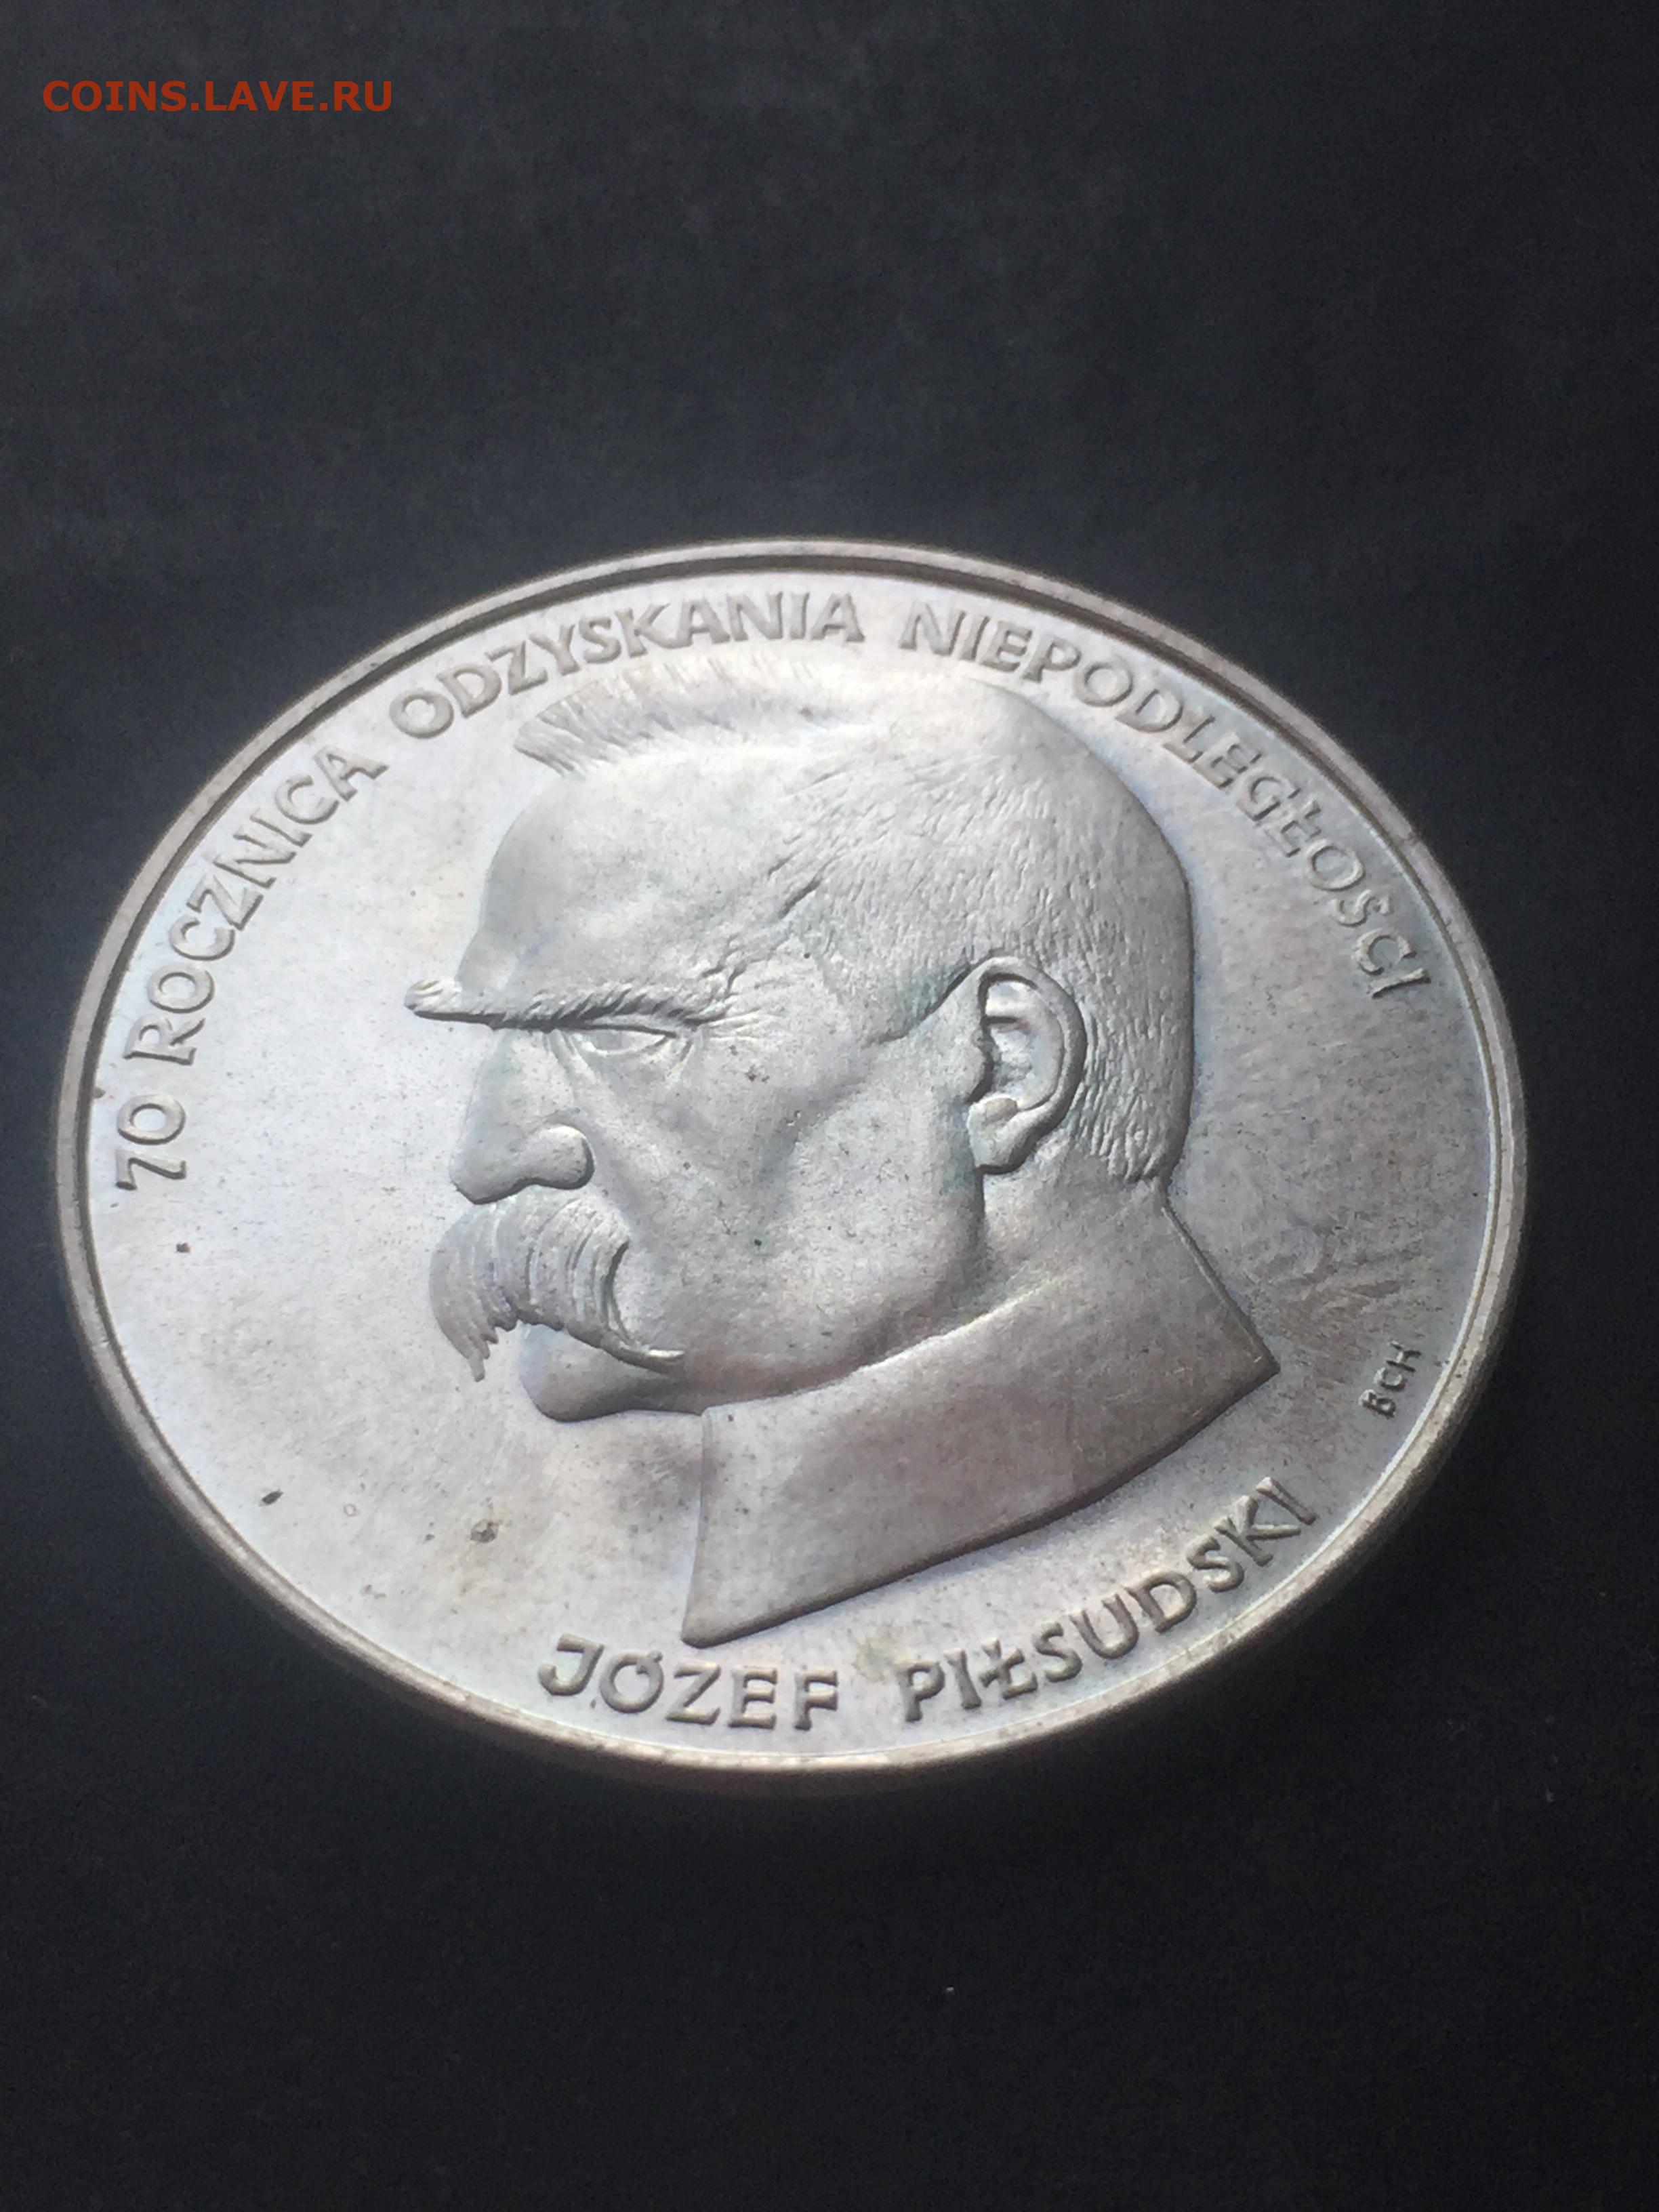 COINS.LAVE.RU
70 ROCZNICA ODZYSKANIA NIEPODLEGŁOŚCI
BCH
JÓZEF PIŁSUDSKI